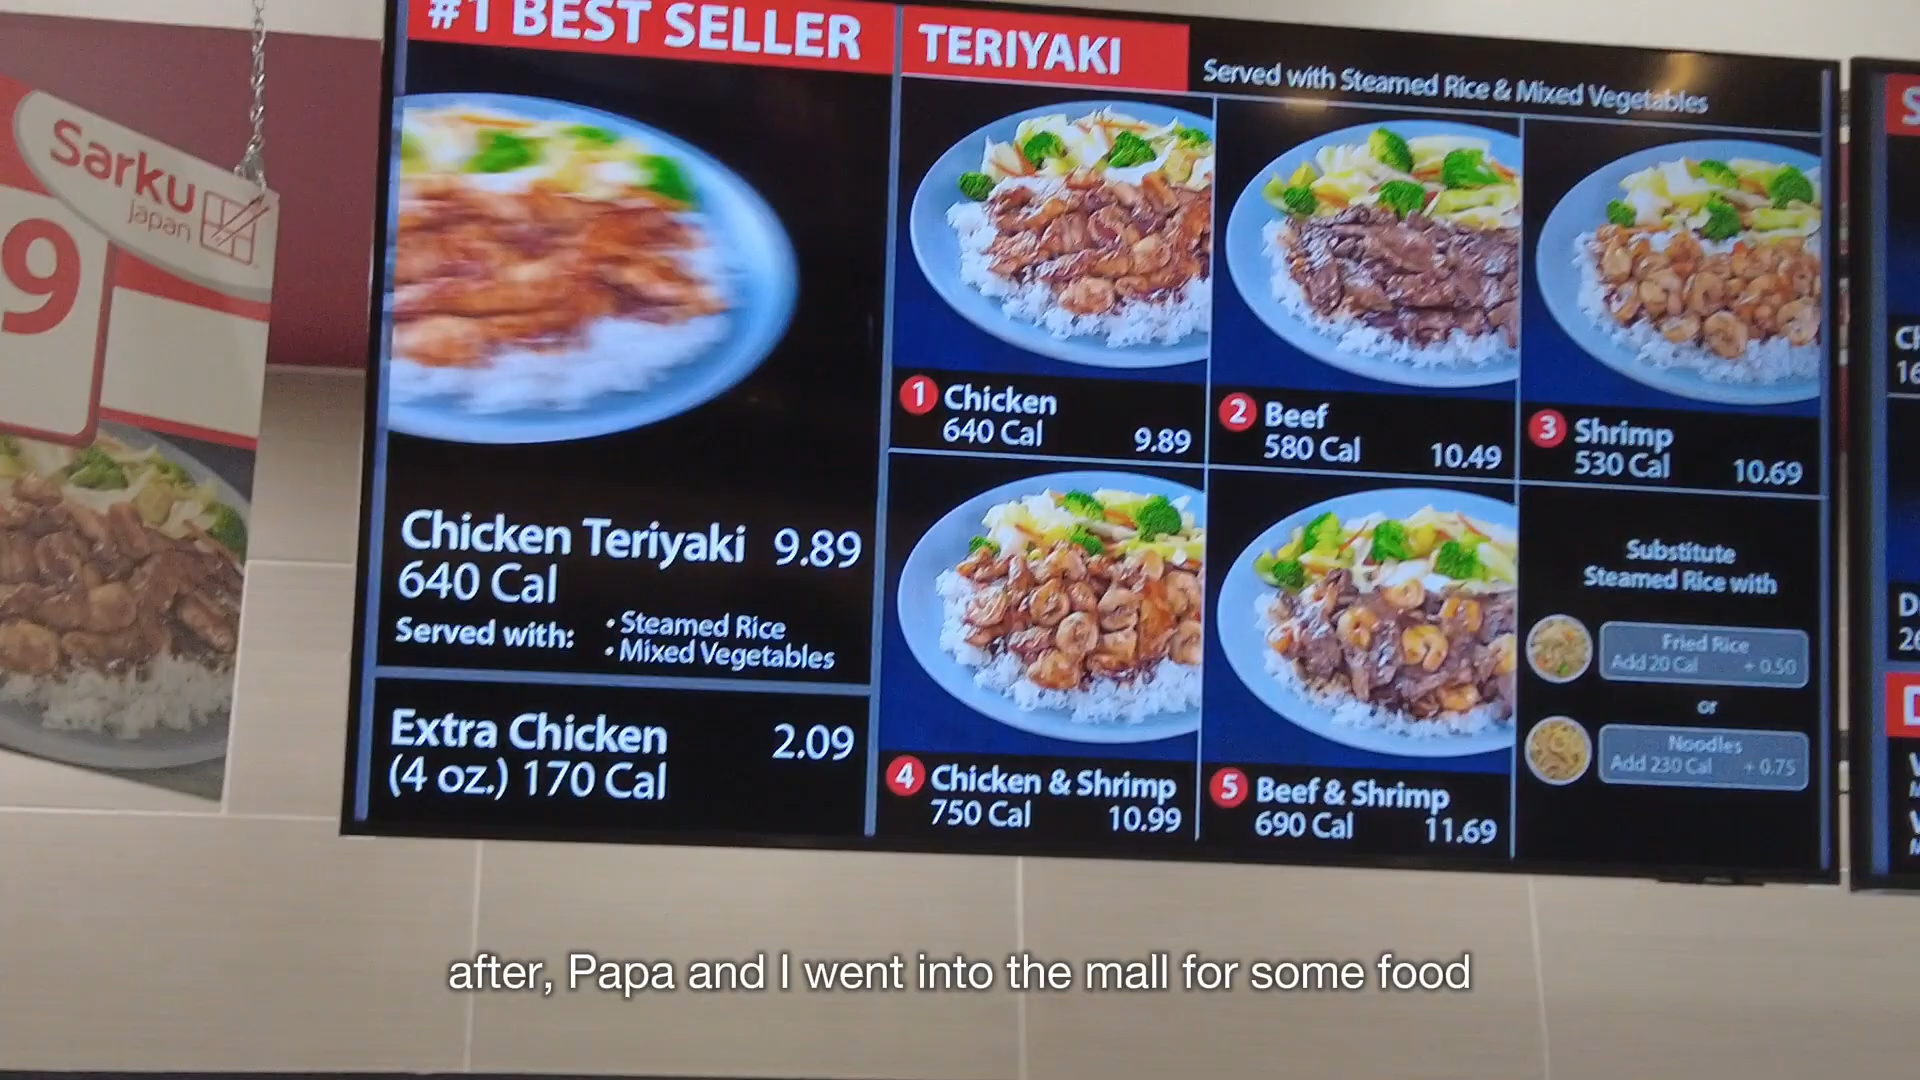 Sarku
Japan
9
#1 BEST SELLER
Chicken Teriyaki 9.89
640 Cal
Served with:
• Steamed Rice
• Mixed Vegetables
Extra Chicken 2.09
(4 oz.) 170 Cal
TERIYAKI
Served with Steamed Rice & Mixed Vegetables
1 Chicken
640 Cal 9.89
2 Beef
580 Cal 10.49
3 Shrimp
530 Cal 10.69
4 Chicken & Shrimp
750 Cal 10.99
5 Beef & Shrimp
690 Cal 11.69
Substitute
Steamed Rice with
Fried Rice
Add 20 Cal + 0.50
or
Noodles
Add 230 Cal + 0.75
after, Papa and I went into the mall for some food